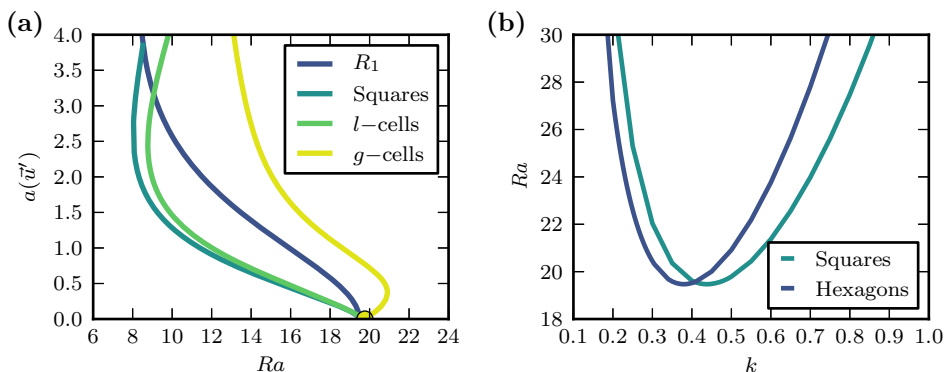 (a)
4.0
3.5
3.0
2.5
2.0
1.5
1.0
0.5
0.0
a(u⃗′)
6 8 10 12 14 16 18 20 22 24
Ra
R₁
Squares
l−cells
g−cells
(b)
30
28
26
24
22
20
18
Ra
0.1 0.2 0.3 0.4 0.5 0.6 0.7 0.8 0.9 1.0
k
Squares
Hexagons